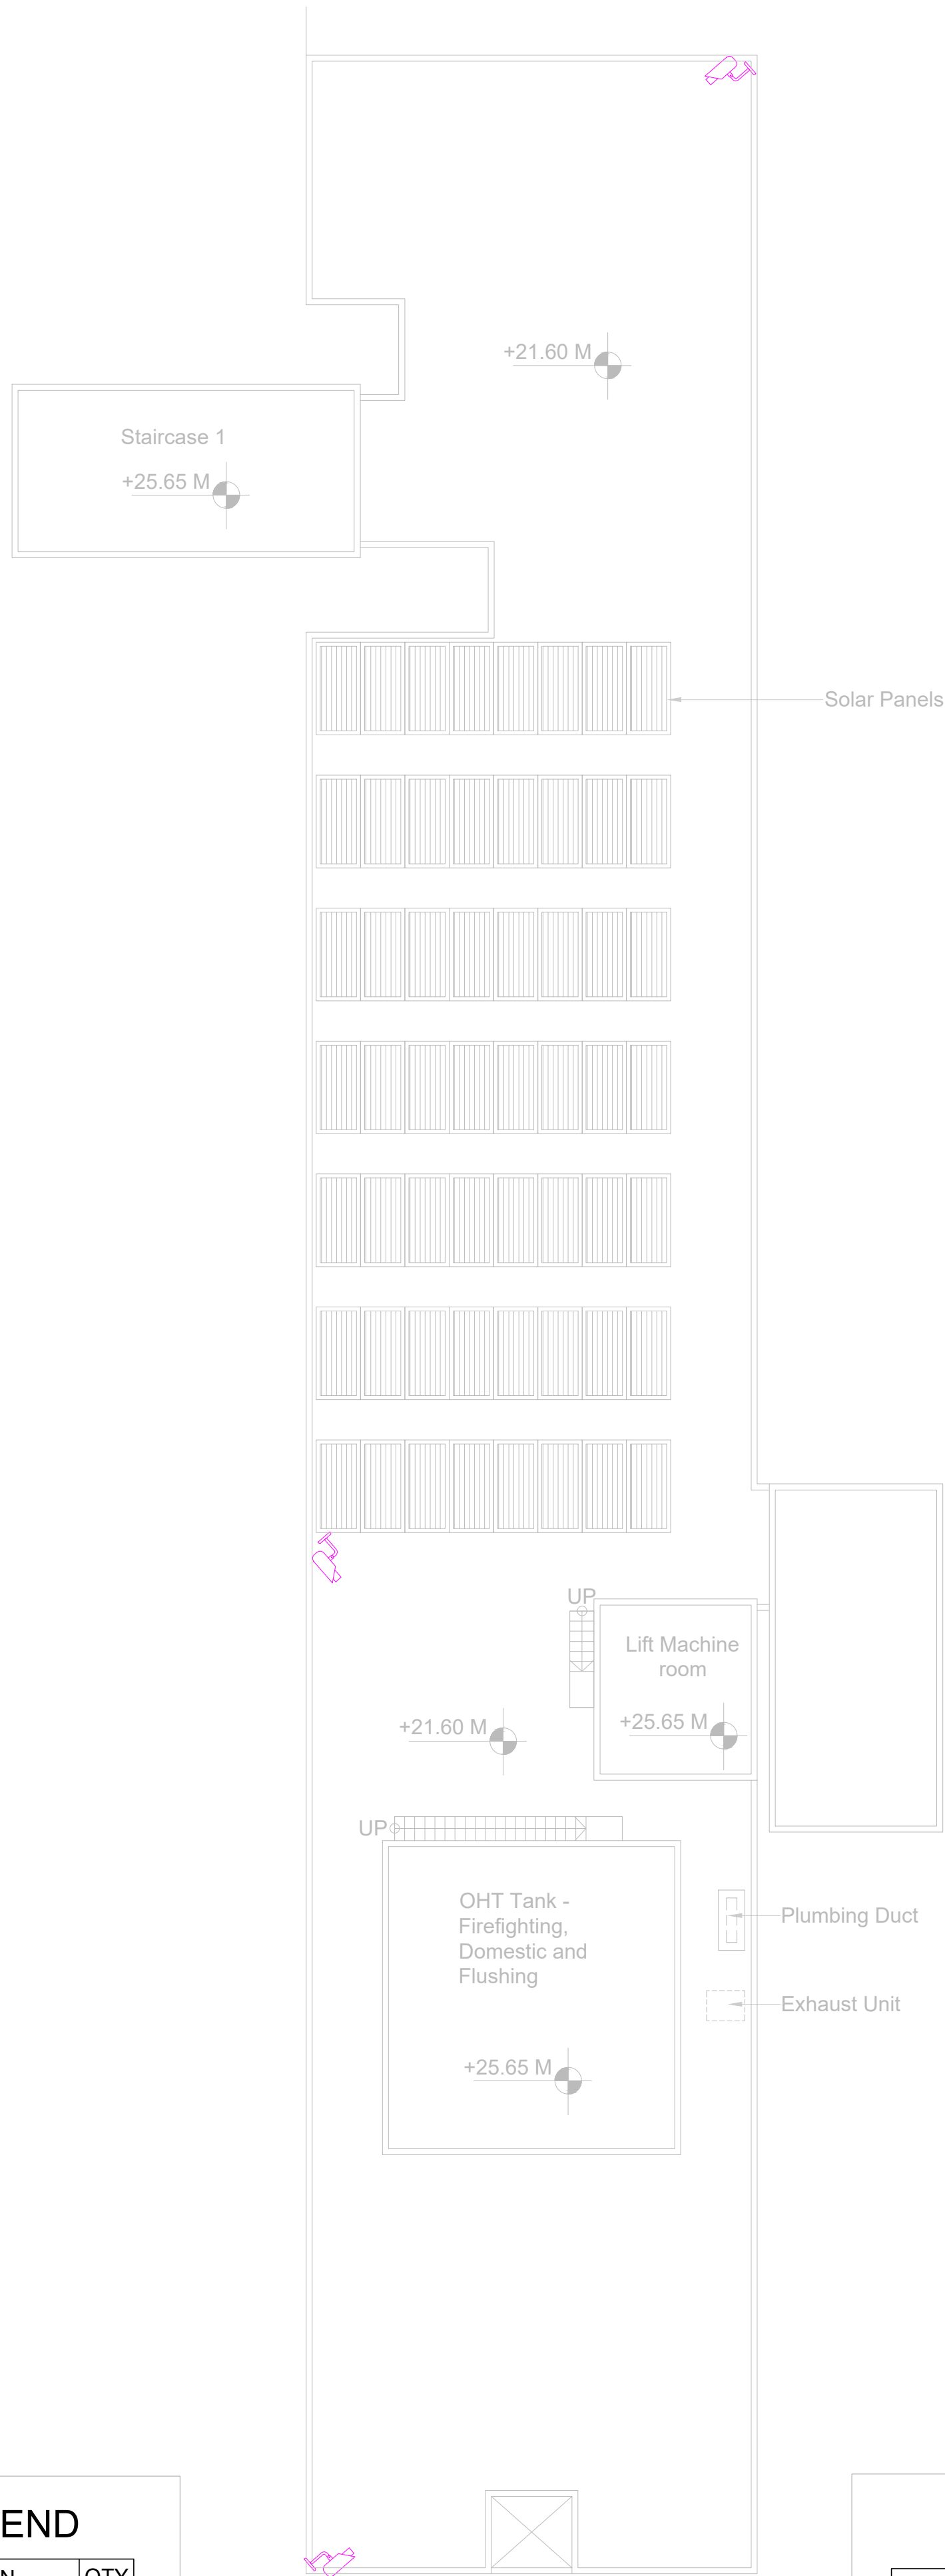 +21.60 M
Staircase 1
+25.65 M
Solar Panels
UP
Lift Machine
room
+21.60 M
+25.65 M
UP
OHT Tank -
Firefighting,
Domestic and
Flushing
Plumbing Duct
Exhaust Unit
+25.65 M
END
N QTY